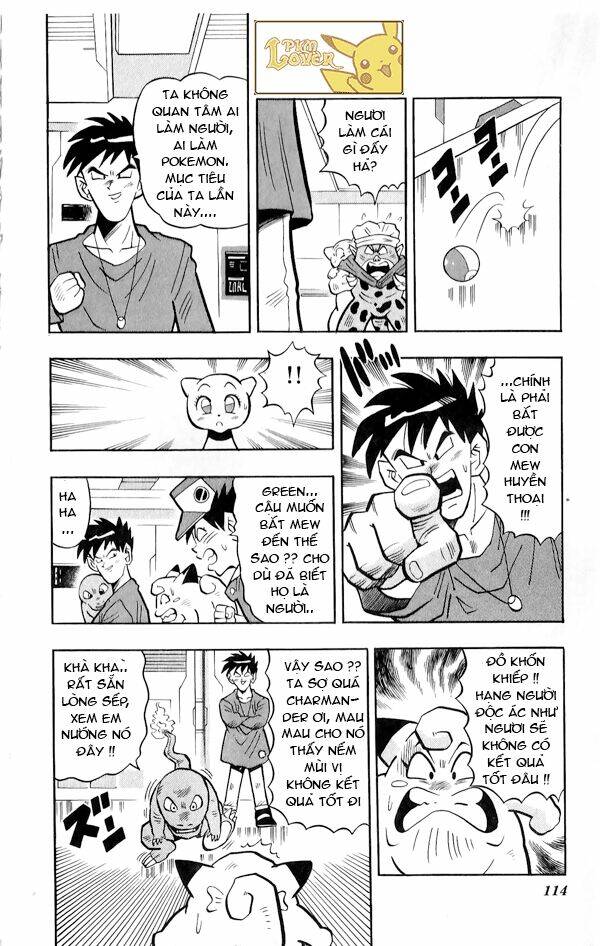 PKM
LOVER
コ"
コ"
NGƯƠI
LÀM CÁI
GÌ ĐẤY
HẢ?
TA KHÔNG
QUAN TÂM AI
LÀM NGƯỜI,
AI LÀM
POKEMON.
MỤC TIÊU
CỦA TA LẦN
NÀY....
...CHÍNH
LÀ PHẢI
BẮT
ĐƯỢC
CON
MEW
HUYỀN
THOẠI
!!!
!!
GREEN...
CẬU MUỐN
BẮT MEW
ĐẾN THẾ
SAO ?? CHO
DÙ ĐÃ BIẾT
HỌ LÀ
NGƯỜI..
HA
HA
...
ĐỒ KHỐN
KHIẾP !!
HẠNG NGƯỜI
ĐỘC ÁC NHƯ
NGƯƠI SẼ
KHÔNG CÓ
KẾT QUẢ
TỐT ĐÂU !!
VẬY SAO ??
TA SỢ QUÁ
CHARMAN-
DER ƠI, MAU
MAU CHO NÓ
THẤY NẾM
MÙI VỊ
KHÔNG KẾT
QUẢ TỐT ĐI
KHÀ KHÀ..
RẤT SẴN
LÒNG SẾP,
XEM EM
NƯỚNG NÓ
ĐÂY !!
ズズ
114